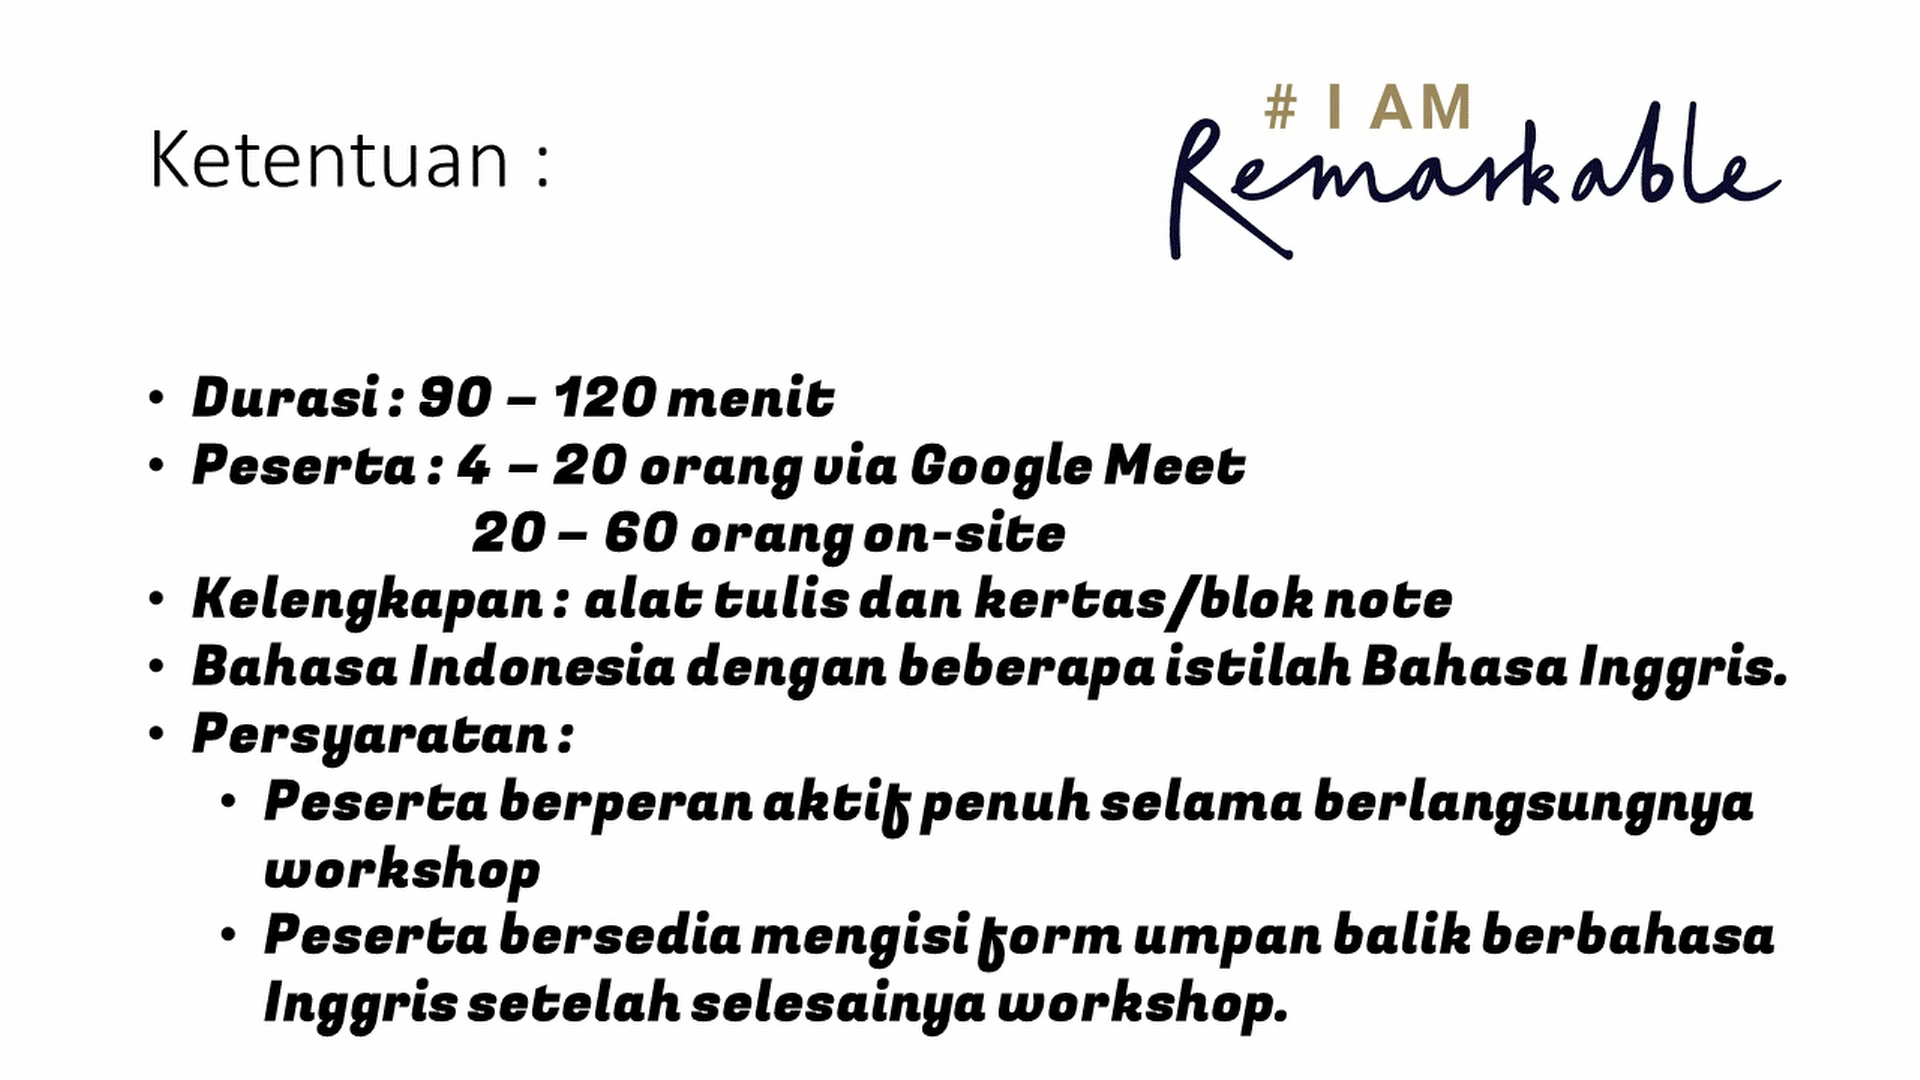 # I AM
Remarkable
Ketentuan :
• Durasi : 90 – 120 menit
• Peserta : 4 – 20 orang via Google Meet
20 – 60 orang on-site
• Kelengkapan : alat tulis dan kertas/blok note
• Bahasa Indonesia dengan beberapa istilah Bahasa Inggris.
• Persyaratan :
• Peserta berperan aktif penuh selama berlangsungnya
workshop
• Peserta bersedia mengisi form umpan balik berbahasa
Inggris setelah selesainya workshop.